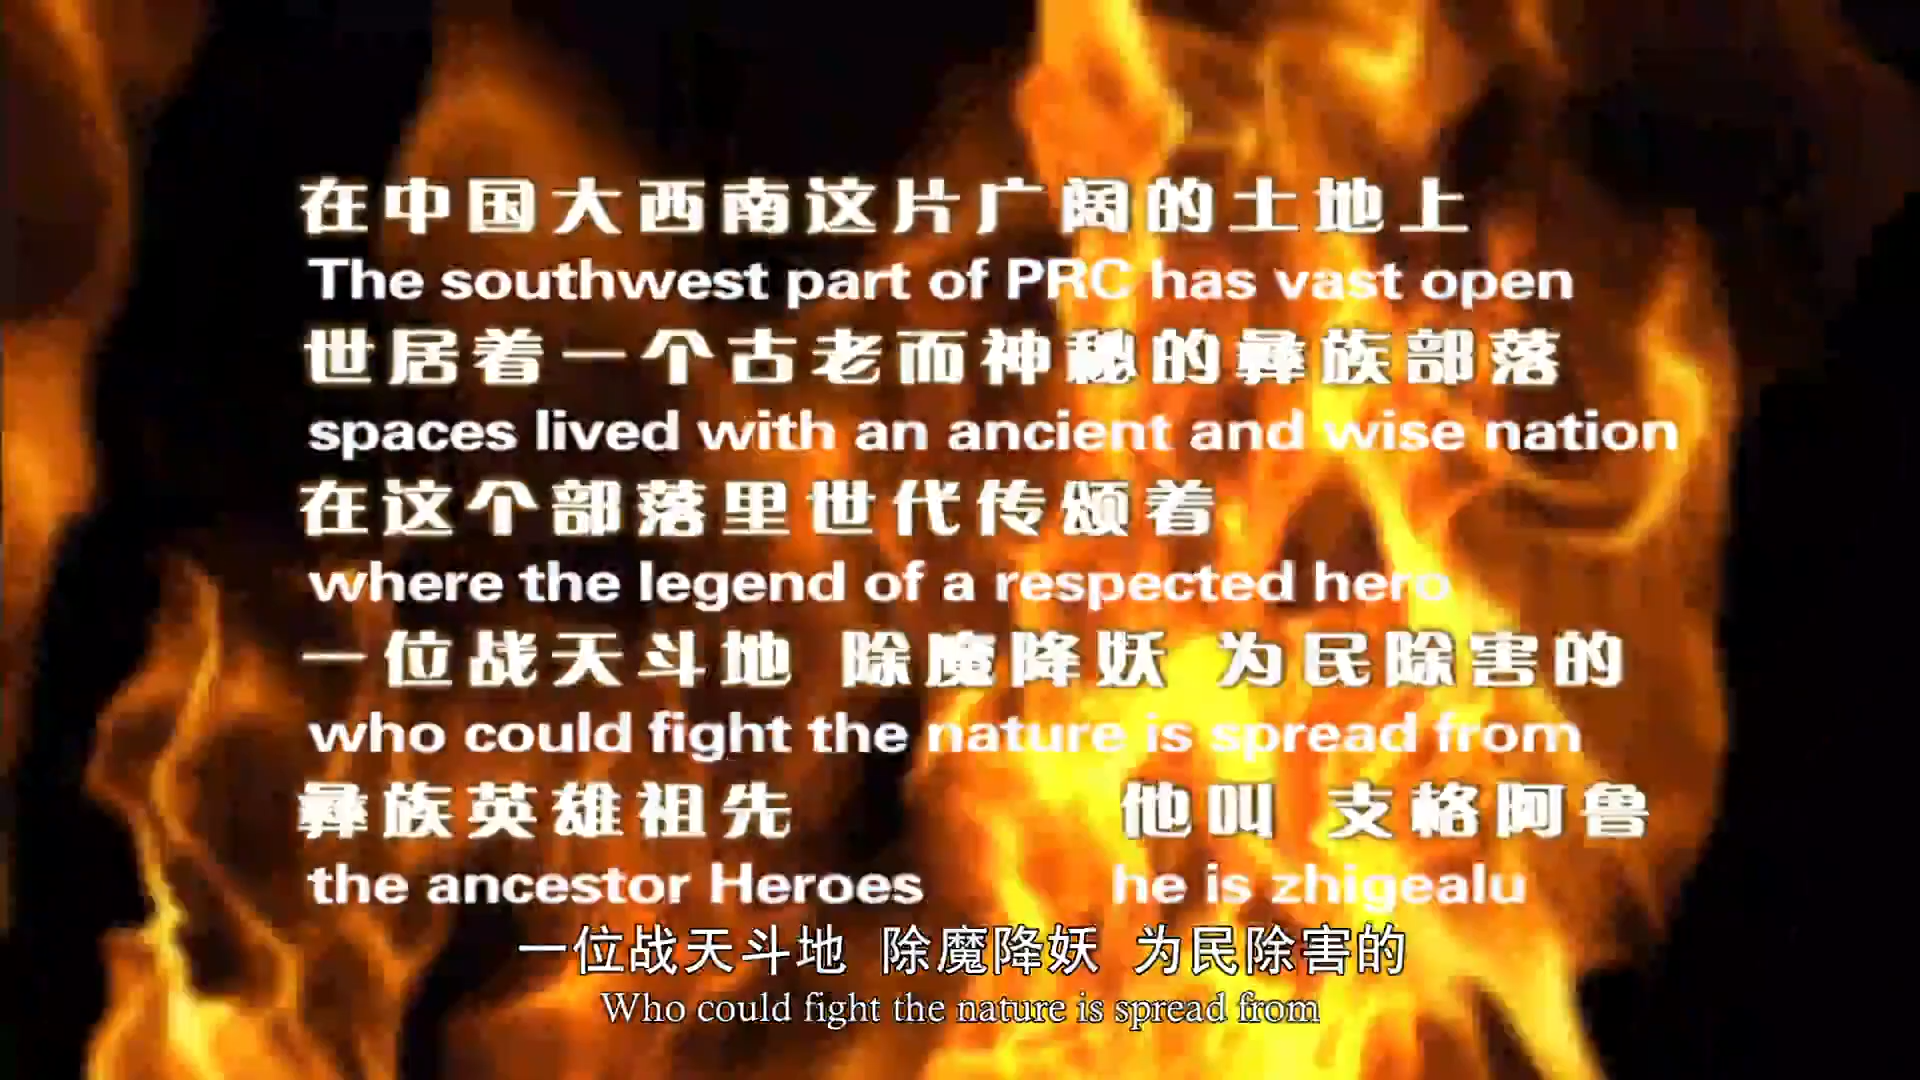 在中国大西南这片广阔的土地上
The southwest part of PRC has vast open
世居着一个古老而神秘的彝族部落
spaces lived with an ancient and wise nation
在这个部落里世代传颂着
where the legend of a respected hero
一位战天斗地 除魔降妖 为民除害的
who could fight the nature is spread from
彝族英雄祖先 他叫 支格阿鲁
the ancestor Heroes he is zhigealu
一位战天斗地 除魔降妖 为民除害的
Who could fight the nature is spread from